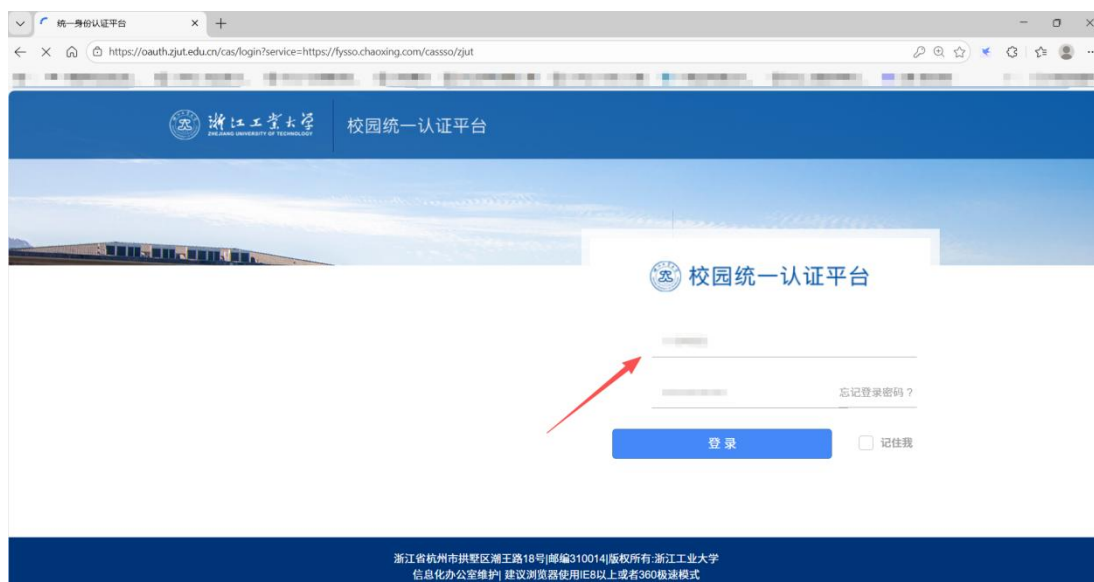 统一身份认证平台
https://oauth.zjut.edu.cn/cas/login?service=https://fysso.chaoxing.com/cassso/zjut
浙江工业大学
ZHEJIANG UNIVERSITY OF TECHNOLOGY
校园统一认证平台
校园统一认证平台
忘记登录密码？
登录
记住我
浙江省杭州市拱墅区潮王路18号|邮编310014|版权所有:浙江工业大学
信息化办公室维护| 建议浏览器使用IE8以上或者360极速模式